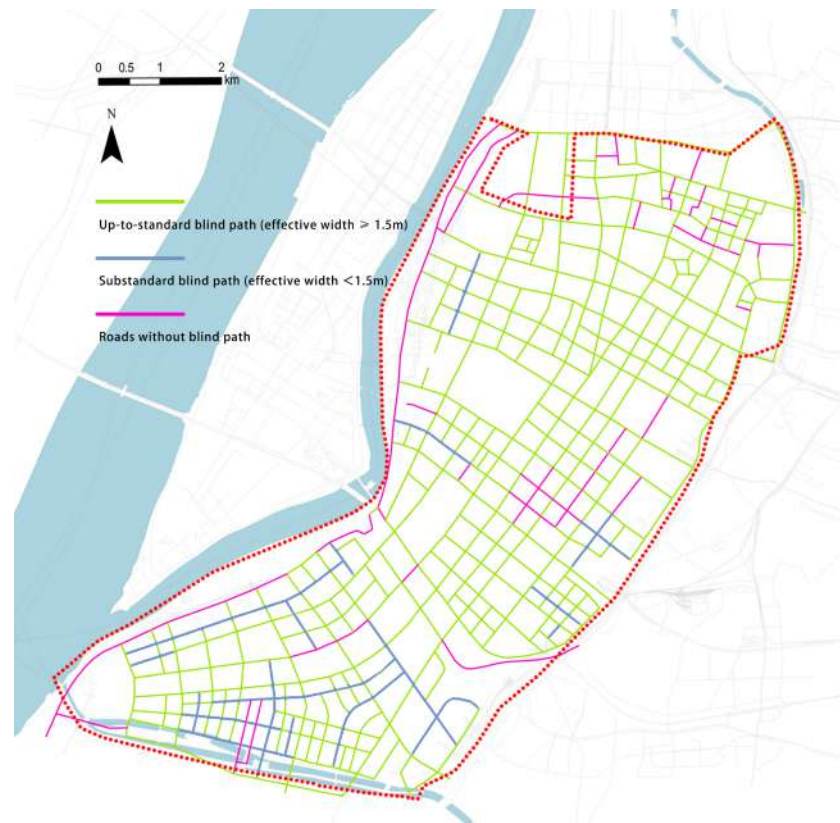 0 0.5 1 2
km
N
Up-to-standard blind path (effective width ≥ 1.5m)
Substandard blind path (effective width <1.5m)
Roads without blind path